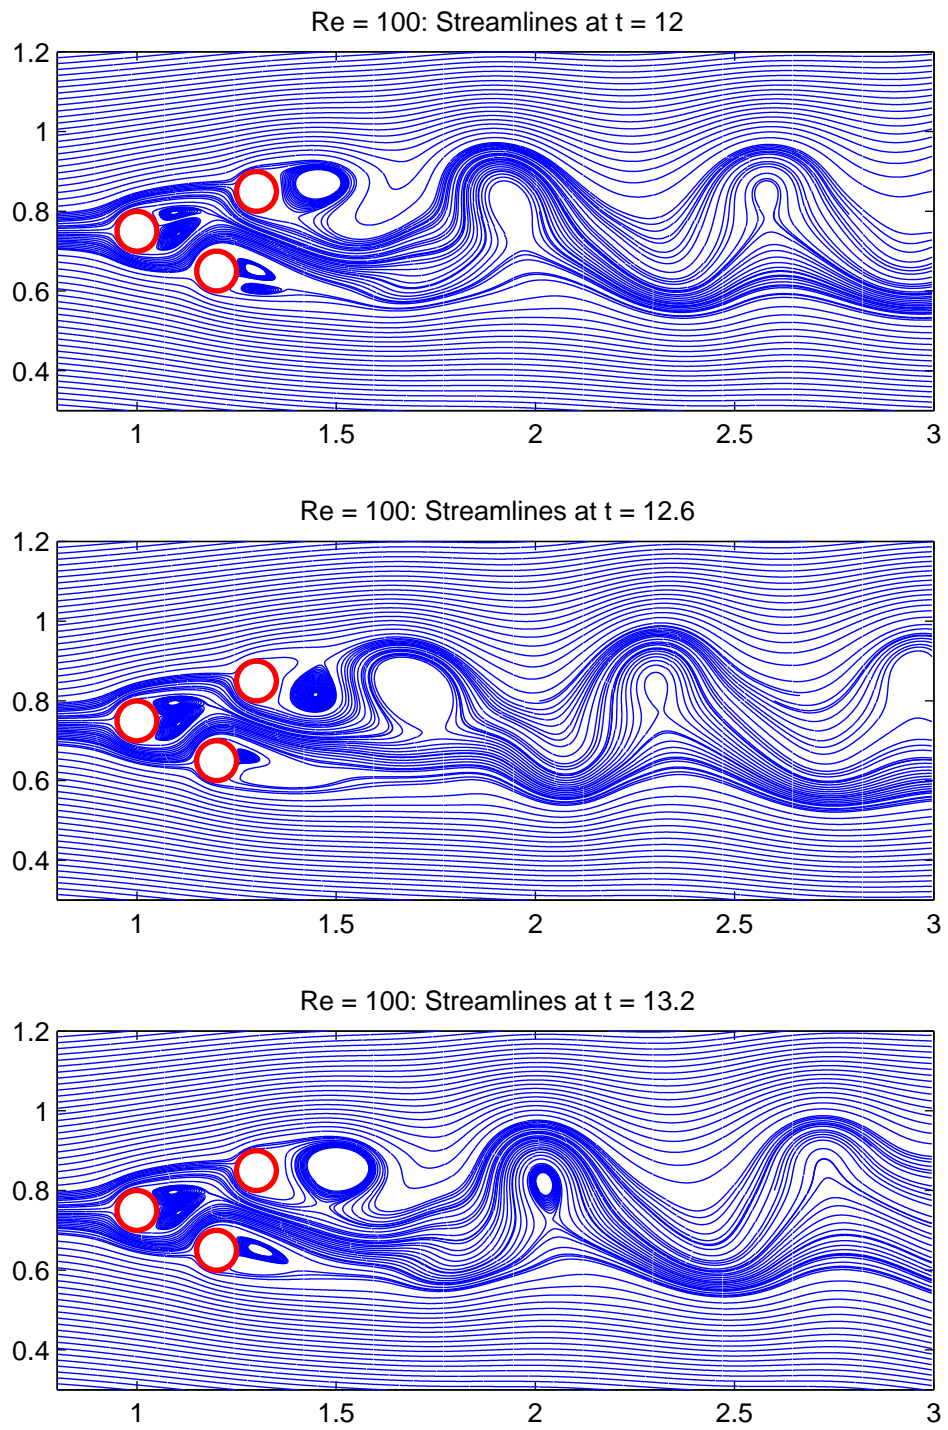 Re = 100: Streamlines at t = 12
1.2
1
0.8
0.6
0.4
1 1.5 2 2.5 3
Re = 100: Streamlines at t = 12.6
1.2
1
0.8
0.6
0.4
1 1.5 2 2.5 3
Re = 100: Streamlines at t = 13.2
1.2
1
0.8
0.6
0.4
1 1.5 2 2.5 3